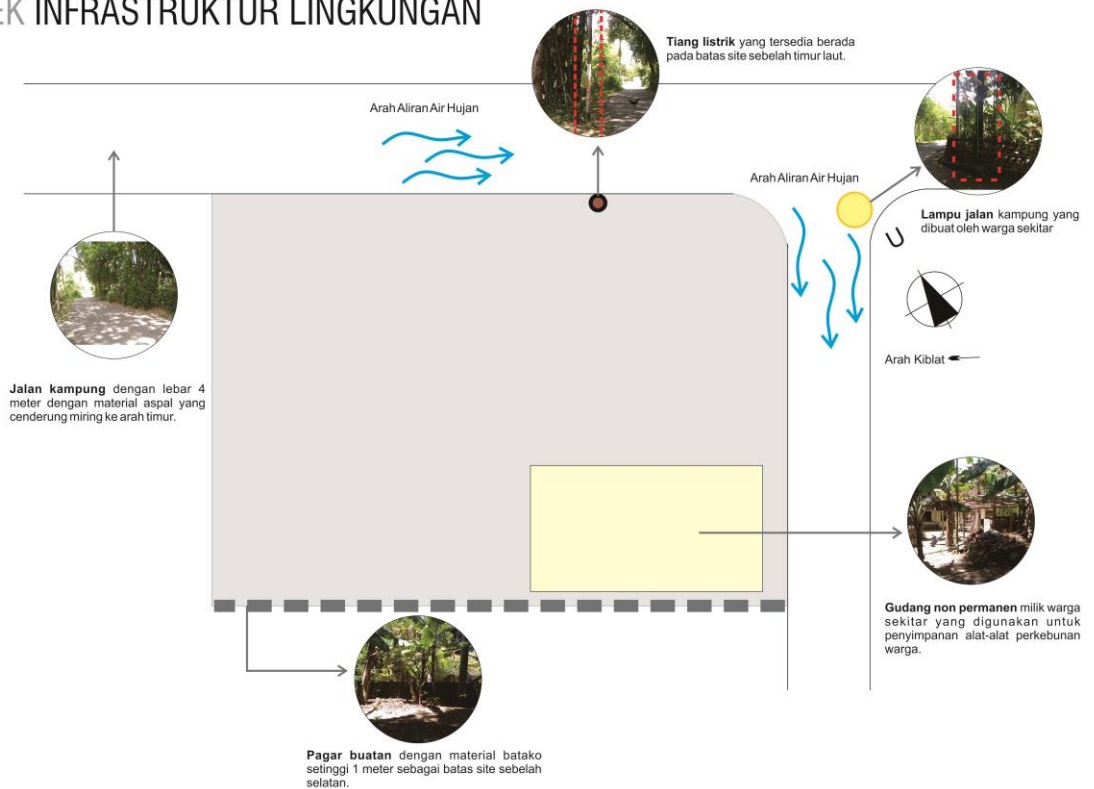 EK INFRASTRUKTUR LINGKUNGAN
Tiang listrik yang tersedia berada
pada batas site sebelah timur laut.
Arah Aliran Air Hujan
Arah Aliran Air Hujan
Lampu jalan kampung yang
dibuat oleh warga sekitar
U
Arah Kiblat
Jalan kampung dengan lebar 4
meter dengan material aspal yang
cenderung miring ke arah timur.
Gudang non permanen milik warga
sekitar yang digunakan untuk
penyimpanan alat-alat perkebunan
warga.
Pagar buatan dengan material batako
setinggi 1 meter sebagai batas site sebelah
selatan.